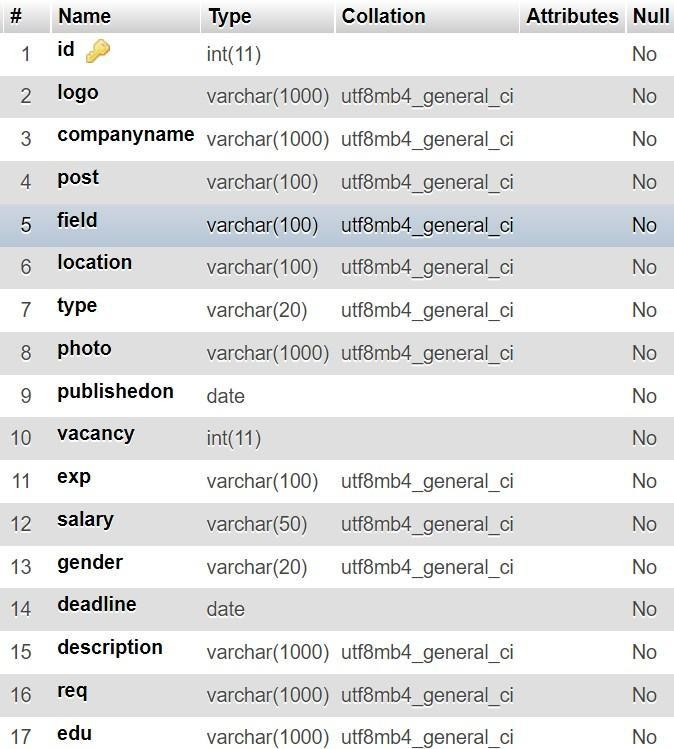 # Name Type Collation Attributes Null
1 id int(11) No
2 logo varchar(1000) utf8mb4_general_ci No
3 companyname varchar(1000) utf8mb4_general_ci No
4 post varchar(100) utf8mb4_general_ci No
5 field varchar(100) utf8mb4_general_ci No
6 location varchar(100) utf8mb4_general_ci No
7 type varchar(20) utf8mb4_general_ci No
8 photo varchar(1000) utf8mb4_general_ci No
9 publishedon date No
10 vacancy int(11) No
11 exp varchar(100) utf8mb4_general_ci No
12 salary varchar(50) utf8mb4_general_ci No
13 gender varchar(20) utf8mb4_general_ci No
14 deadline date No
15 description varchar(1000) utf8mb4_general_ci No
16 req varchar(1000) utf8mb4_general_ci No
17 edu varchar(1000) utf8mb4_general_ci No